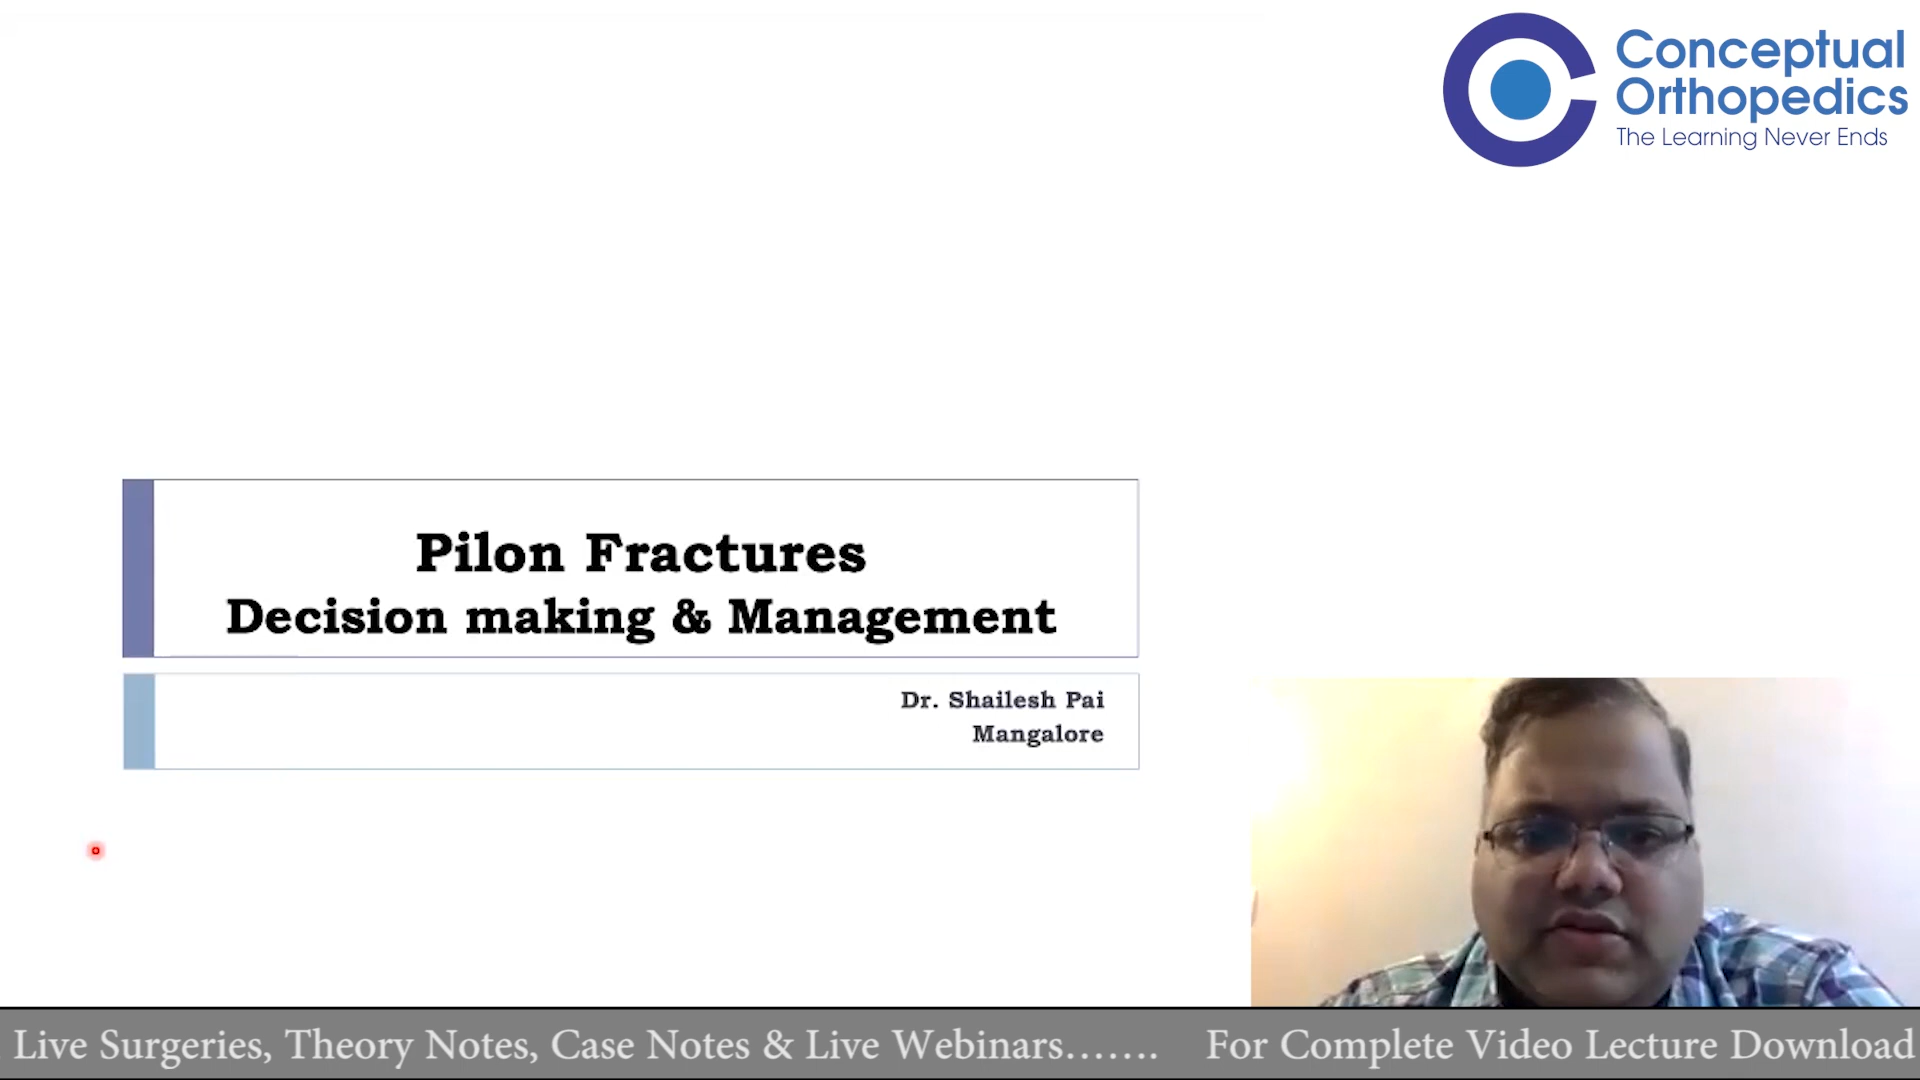 Conceptual
Orthopedics
The Learning Never Ends
Pilon Fractures
Decision making & Management
Dr. Shailesh Pai
Mangalore
Live Surgeries, Theory Notes, Case Notes & Live Webinars....... For Complete Video Lecture Download